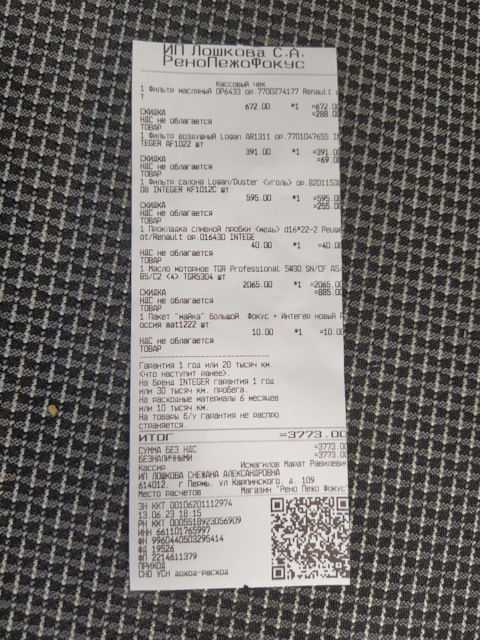 ИП Лошкова С.А.
РеноПежоФокус
Кассовый чек
1 Фильтр масляный OP6433 ор.7700274177 Renault
т
672.00 *1 =672.00
СКИДКА =288.00
НДС не облагается
ТОВАР
1 Фильтр воздушный Logan AR1311 ор.7701047655 IN
TEGER AF1022 шт
391.00 *1 =391.00
СКИДКА =69.00
НДС не облагается
ТОВАР
1 Фильтр салона Logan/Duster <уголь> ор.82011530
08 INTEGER KF1012C шт
595.00 *1 =595.00
СКИДКА =255.00
НДС не облагается
ТОВАР
1 Прокладка сливной пробки <медь> d16*22-2 Peuge
ot/Renault ор.016430 INTEGE
40.00 *1 =40.00
НДС не облагается
ТОВАР
1 Масло моторное TGR Professional 5W30 SN/CF A5/
B5/C2 <4> TGR5304 шт
2065.00 *1 =2065.00
СКИДКА =885.00
НДС не облагается
ТОВАР
1 Пакет "майка" большой Фокус + Интегер новый Р
оссия mat1222 шт
10.00 *1 =10.00
НДС не облагается
ТОВАР
Гарантия 1 год или 20 тысяч км.
<что наступит ранее>
На бренд INTEGER гарантия 1 год
или 30 тысяч км. пробега.
На расходные материалы 6 месяцев
или 10 тысяч км.
На товары Б/у гарантия не распро
страняется.
ИТОГ =3773.00
СУММА БЕЗ НДС =3773.00
БЕЗНАЛИЧНЫМИ =3773.00
Кассир Исмагилов Марат Равилевич
ИП ЛОШКОВА СНЕЖАНА АЛЕКСАНДРОВНА
614012, г Пермь, ул Карпинского, д. 109
Место расчетов Магазин "Рено Пежо Фокус"
ЗН ККТ 00106201112974
13.06.23 18:15
РН ККТ 0005518923056909
ИНН 661101765997
ФН 9960440503295414
ФД 19526
ФП 2214611379
ПРИХОД
СНО УСН доход-расход